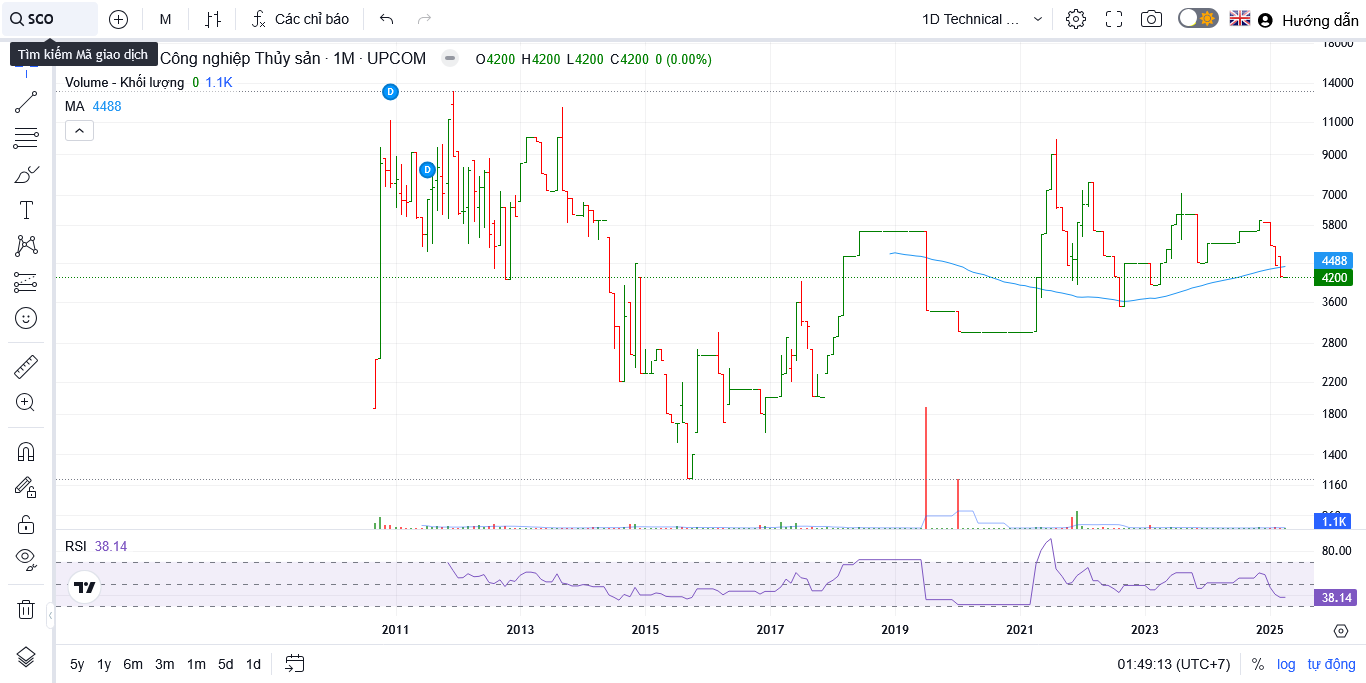 SCO M Các chỉ báo 1D Technical ... Hướng dẫn
Tìm kiếm Mã giao dịch
Công nghiệp Thủy sản · 1M · UPCOM O4200 H4200 L4200 C4200 0 (0.00%)
Volume - Khối lượng 0 1.1K
MA 4488
D
D
18000
14000
11000
9000
7000
5800
4488
4200
3600
2800
2200
1800
1400
1160
1.1K
RSI 38.14
80.00
38.14
2011 2013 2015 2017 2019 2021 2023 2025
5y 1y 6m 3m 1m 5d 1d 01:49:13 (UTC+7) % log tự động